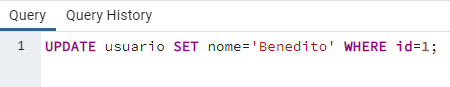 Query Query History
1 UPDATE usuario SET nome='Benedito' WHERE id=1;